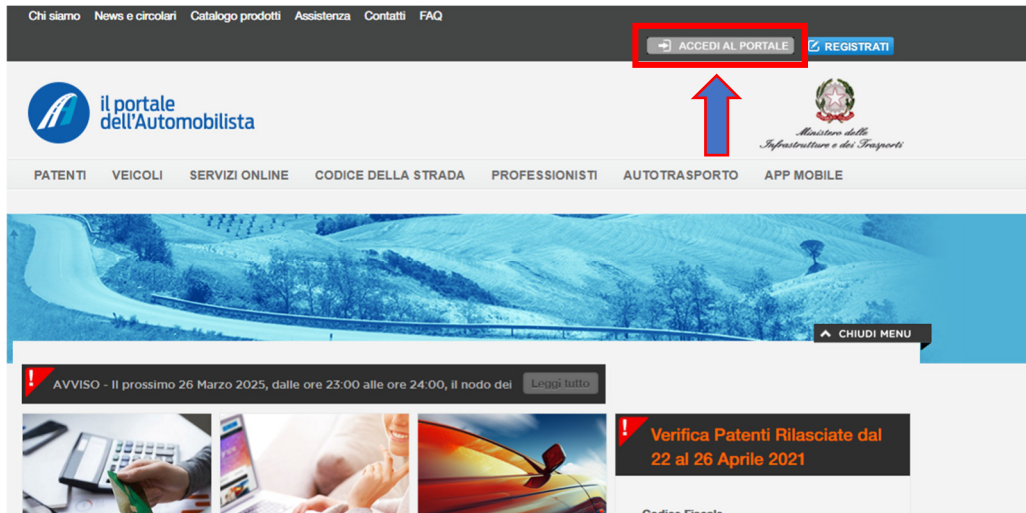 Chi siamo News e circolari Catalogo prodotti Assistenza Contatti FAQ
ACCEDI AL PORTALE REGISTRATI
il portale
dell'Automobilista
Ministero delle
Infrastrutture e dei Trasporti
PATENTI VEICOLI SERVIZI ONLINE CODICE DELLA STRADA PROFESSIONISTI AUTOTRASPORTO APP MOBILE
CHIUDI MENU
! AVVISO - Il prossimo 26 Marzo 2025, dalle ore 23:00 alle ore 24:00, il nodo dei Leggi tutto
! Verifica Patenti Rilasciate dal
22 al 26 Aprile 2021
Codice Fiscale